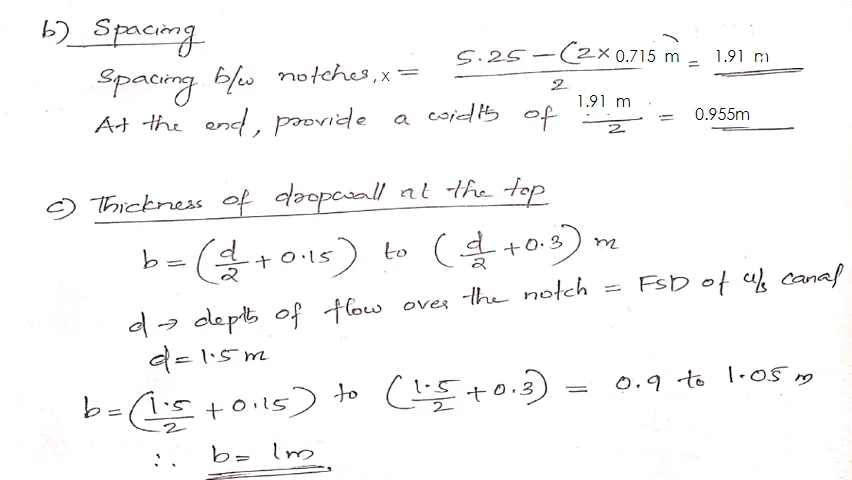 b) Spacing
Spacing b/w notches, x = 5.25 - (2 × 0.715 m) / 2 = 1.91 m
At the end, provide a width of 1.91 m / 2 = 0.955m
c) Thickness of dropwall at the top
b = (d/2 + 0.15) to (d/2 + 0.3) m
d → depth of flow over the notch = FSD of u/s canal
d = 1.5 m
b = (1.5/2 + 0.15) to (1.5/2 + 0.3) = 0.9 to 1.05 m
∴ b = 1m